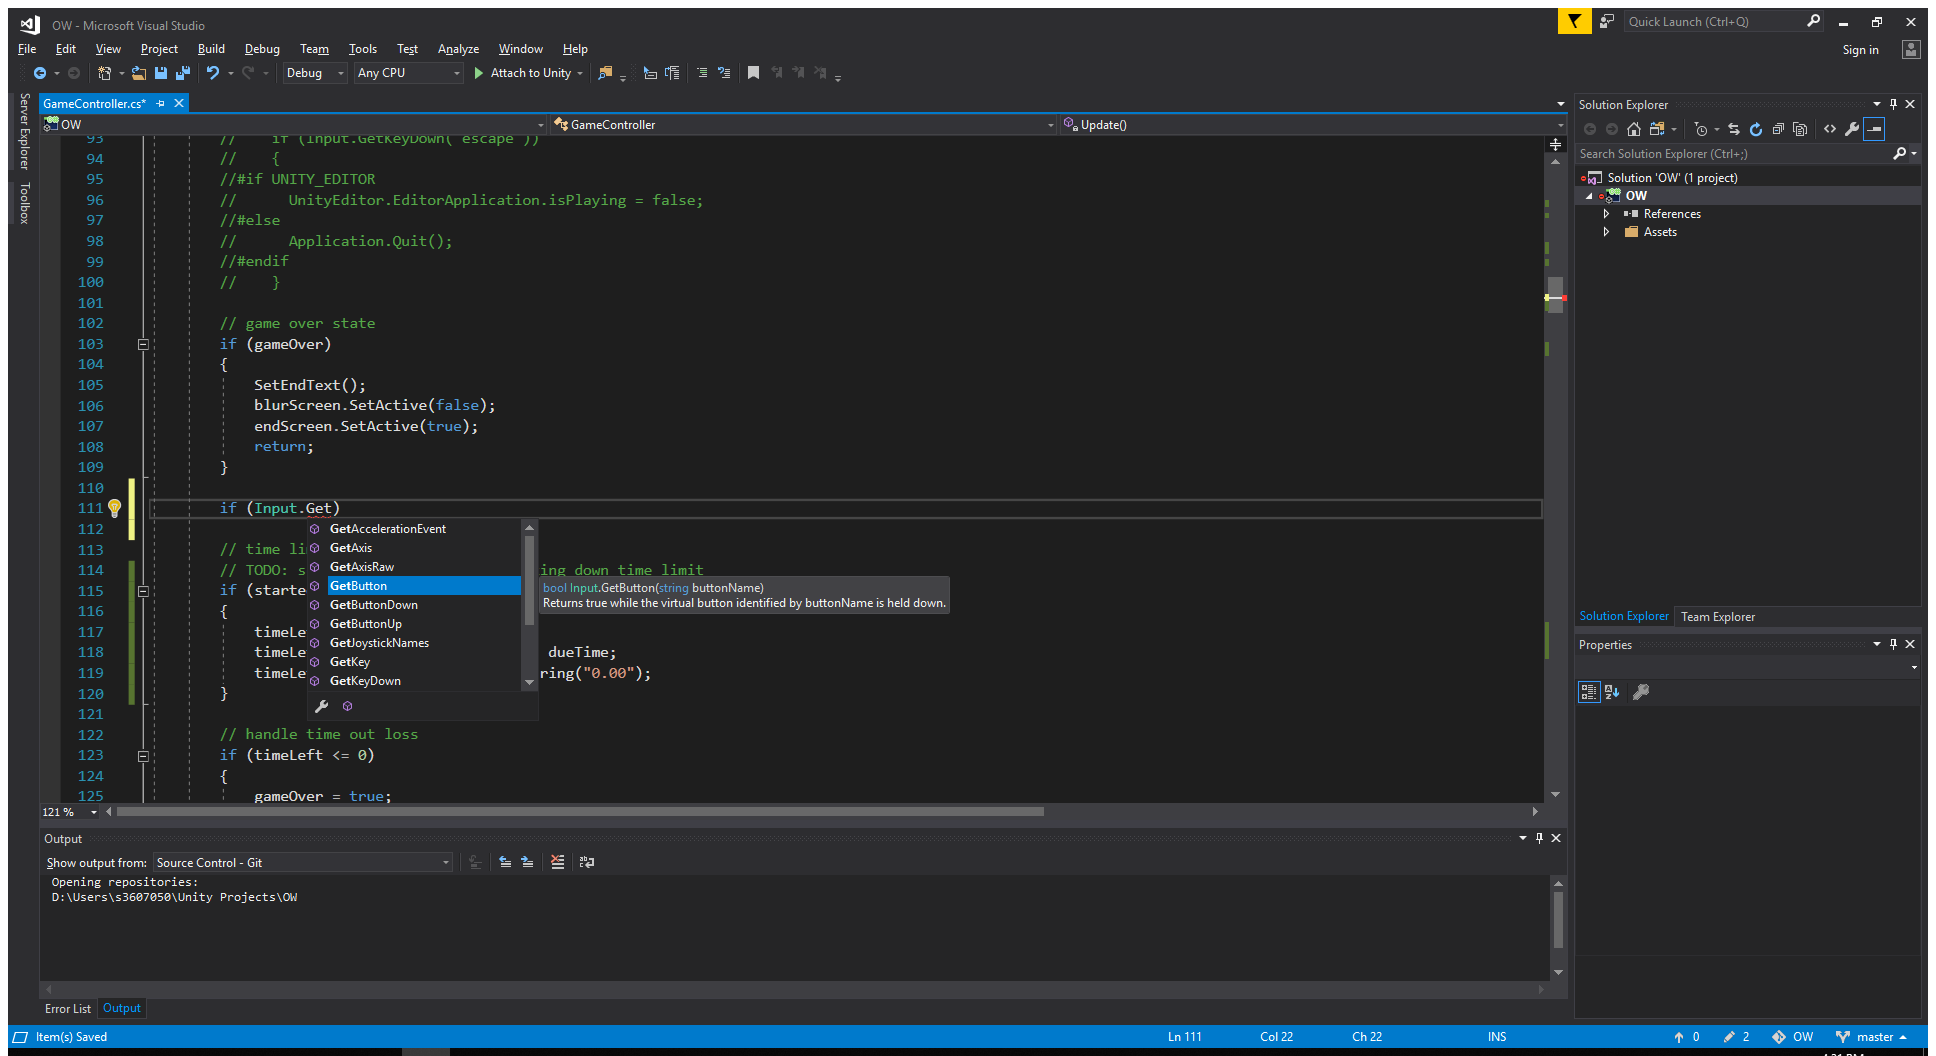 OW - Microsoft Visual Studio
Quick Launch (Ctrl+Q)
File Edit View Project Build Debug Team Tools Test Analyze Window Help
Sign in
Debug Any CPU Attach to Unity
Server Explorer
Toolbox
GameController.cs*
OW GameController Update()
93 // if (Input.GetKeyDown("escape"))
94 // {
95 //#if UNITY_EDITOR
96 // UnityEditor.EditorApplication.isPlaying = false;
97 //#else
98 // Application.Quit();
99 //#endif
100 // }
101
102 // game over state
103 if (gameOver)
104 {
105 SetEndText();
106 blurScreen.SetActive(false);
107 endScreen.SetActive(true);
108 return;
109 }
110
111 if (Input.Get)
112
113 // time li
114 // TODO: s ing down time limit
115 if (starte
116 {
117 timeLe
118 timeLe dueTime;
119 timeLe ring("0.00");
120 }
121
122 // handle time out loss
123 if (timeLeft <= 0)
124 {
125 gameOver = true;
GetAccelerationEvent
GetAxis
GetAxisRaw
GetButton
GetButtonDown
GetButtonUp
GetJoystickNames
GetKey
GetKeyDown
bool Input.GetButton(string buttonName)
Returns true while the virtual button identified by buttonName is held down.
121 %
Output
Show output from: Source Control - Git
Opening repositories:
D:\Users\s3607050\Unity Projects\OW
Error List Output
Solution Explorer
Search Solution Explorer (Ctrl+;)
Solution 'OW' (1 project)
OW
References
Assets
Solution Explorer Team Explorer
Properties
Item(s) Saved Ln 111 Col 22 Ch 22 INS 0 2 OW master